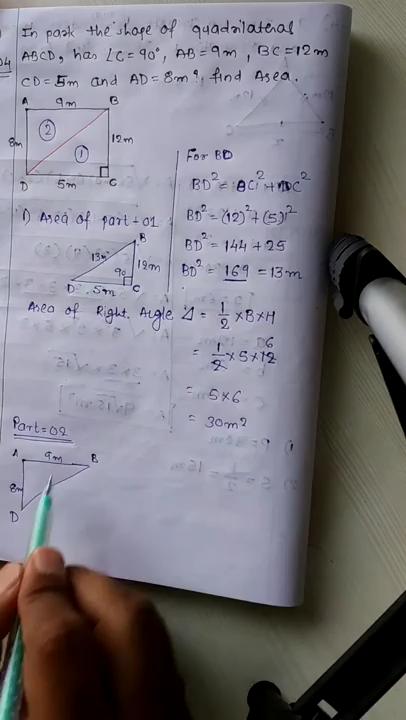 In park the shape of quadrilateral
04
ABCD, has ∠C = 90°, AB = 9m, BC = 12m
CD = 5m and AD = 8m?, find Area.
A 9m B
8m
2
12m
1
D 5m C
For BD
BD² = BC² + DC²
BD² = (12)² + (5)²
BD² = 144 + 25
BD² = 169 = 13m
1) Area of part - 01
B
13m
12m
90
D 5m C
Area of Right Angle Δ = 1/2 × B × H
= 1/2 × 5 × 12 6
= 5 × 6
= 30m²
Part = 02
A 9m B
8m
D